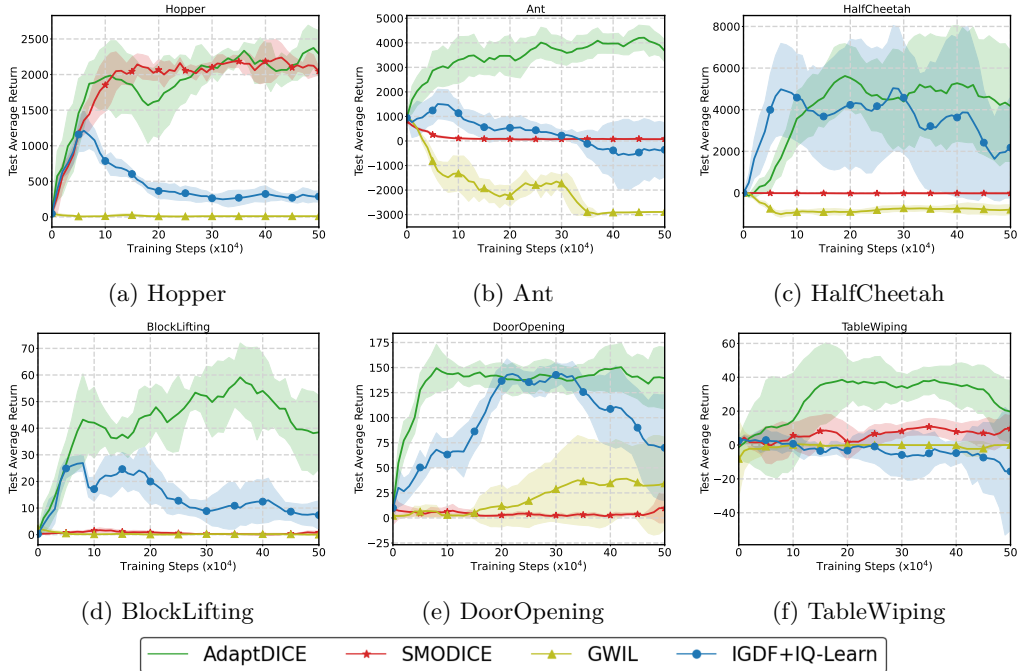 Hopper
Test Average Return
2500
2000
1500
1000
500
0
0 10 20 30 40 50
Training Steps (x10⁴)
(a) Hopper
Ant
Test Average Return
5000
4000
3000
2000
1000
0
−1000
−2000
−3000
0 10 20 30 40 50
Training Steps (x10⁴)
(b) Ant
HalfCheetah
Test Average Return
8000
6000
4000
2000
0
0 10 20 30 40 50
Training Steps (x10⁴)
(c) HalfCheetah
BlockLifting
Test Average Return
70
60
50
40
30
20
10
0
0 10 20 30 40 50
Training Steps (x10⁴)
(d) BlockLifting
DoorOpening
Test Average Return
175
150
125
100
75
50
25
0
−25
0 10 20 30 40 50
Training Steps (x10⁴)
(e) DoorOpening
TableWiping
Test Average Return
60
40
20
0
−20
−40
0 10 20 30 40 50
Training Steps (x10⁴)
(f) TableWiping
AdaptDICE SMODICE GWIL IGDF+IQ-Learn